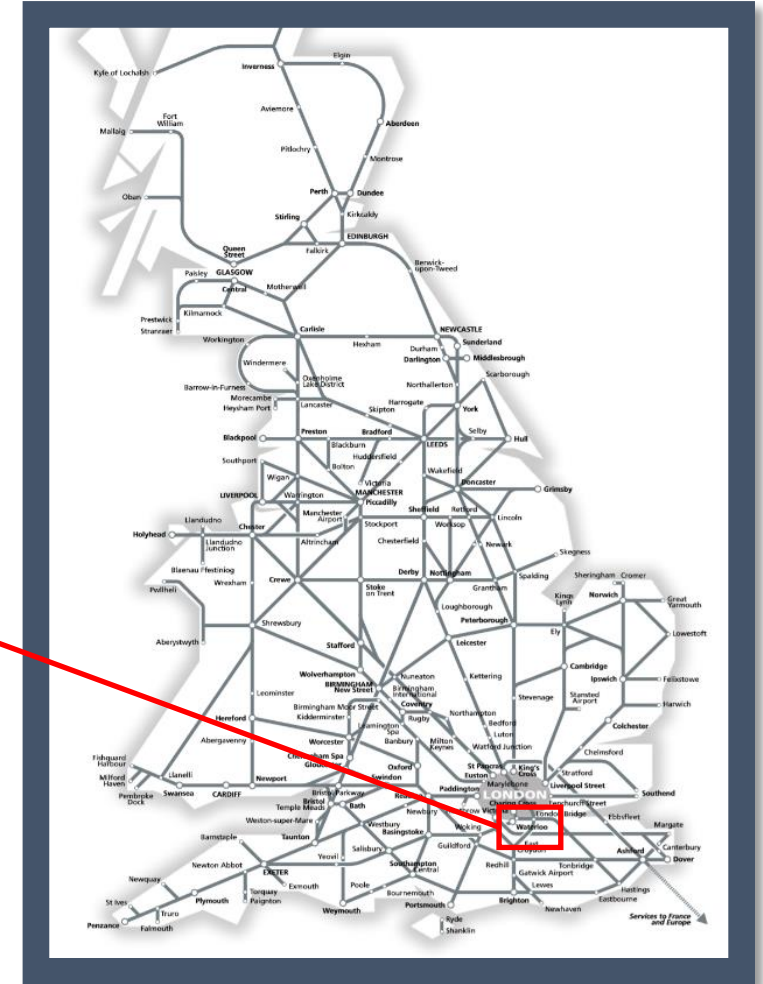 Kyle of Lochalsh
Inverness
Elgin
Aviemore
Aberdeen
Fort
William
Mallaig
Pitlochry
Montrose
Oban
Perth
Dundee
Stirling
Kirkcaldy
Queen
Street
Falkirk
EDINBURGH
Paisley
GLASGOW
Central
Motherwell
Berwick-
upon-Tweed
Prestwick
Kilmarnock
Stranraer
Carlisle
NEWCASTLE
Workington
Hexham
Durham
Sunderland
Darlington
Middlesbrough
Windermere
Oxenholme
Lake District
Northallerton
Scarborough
Barrow-in-Furness
Morecambe
Heysham Port
Lancaster
Skipton
Harrogate
York
Blackpool
Preston
Bradford
LEEDS
Selby
Hull
Blackburn
Southport
Bolton
Huddersfield
Wakefield
Wigan
Victoria
MANCHESTER
Piccadilly
Doncaster
Grimsby
LIVERPOOL
Warrington
Manchester
Airport
Stockport
Sheffield
Retford
Worksop
Lincoln
Llandudno
Holyhead
Llandudno
Junction
Chester
Altrincham
Chesterfield
Newark
Skegness
Blaenau Ffestiniog
Wrexham
Crewe
Stoke
on Trent
Derby
Nottingham
Grantham
Spalding
Sheringham
Cromer
Pwllheli
Loughborough
Kings
Lynn
Norwich
Great
Yarmouth
Aberystwyth
Shrewsbury
Stafford
Leicester
Peterborough
Ely
Lowestoft
Wolverhampton
BIRMINGHAM
New Street
Nuneaton
Birmingham
International
Kettering
Cambridge
Ipswich
Felixstowe
Leominster
Birmingham Moor Street
Kidderminster
Coventry
Rugby
Northampton
Stevenage
Stansted
Airport
Harwich
Hereford
Leamington
Spa
Bedford
Colchester
Abergavenny
Worcester
Banbury
Milton
Keynes
Luton
Watford Junction
Chelmsford
Fishguard
Harbour
Cheltenham Spa
Gloucester
Oxford
St Pancras
Euston
King's
Cross
Stratford
Milford
Haven
Llanelli
Swindon
Paddington
Marylebone
Liverpool Street
Pembroke
Dock
Swansea
CARDIFF
Newport
Bristol Parkway
LONDON
Southend
Bristol
Temple Meads
Bath
Newbury
Victoria
Charing Cross
Fenchurch Street
London Bridge
Ebbsfleet
Weston-super-Mare
Westbury
Basingstoke
Woking
Waterloo
Margate
Barnstaple
Taunton
Salisbury
Guildford
East
Croydon
Canterbury
Yeovil
Southampton
Central
Redhill
Tonbridge
Ashford
Dover
Newton Abbot
EXETER
Gatwick Airport
Newquay
Exmouth
Poole
Bournemouth
Lewes
Hastings
Eastbourne
St Ives
Plymouth
Torquay
Paignton
Weymouth
Portsmouth
Brighton
Newhaven
Truro
Penzance
Falmouth
Ryde
Shanklin
Services to France
and Europe